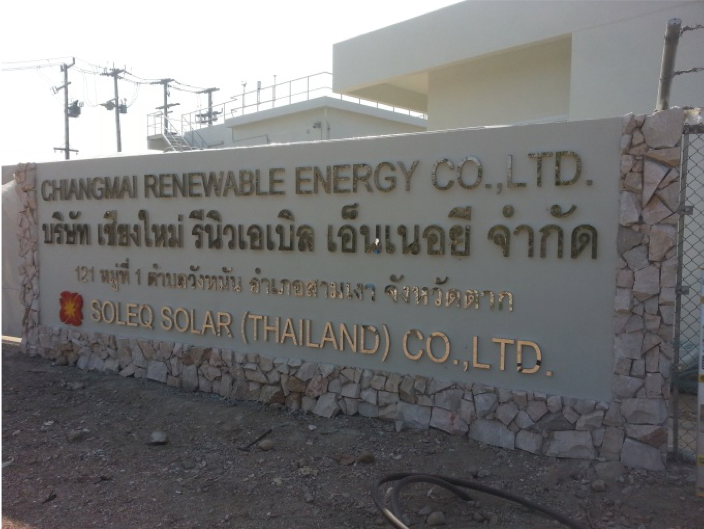 CHIANGMAI RENEWABLE ENERGY CO.,LTD.
บริษัท เชียงใหม่ รีนิวเอเบิล เอ็นเนอยี จำกัด
121 หมู่ที่ 1 ตำบลวังหมัน อำเภอสามเงา จังหวัดตาก
SOLEQ SOLAR (THAILAND) CO.,LTD.